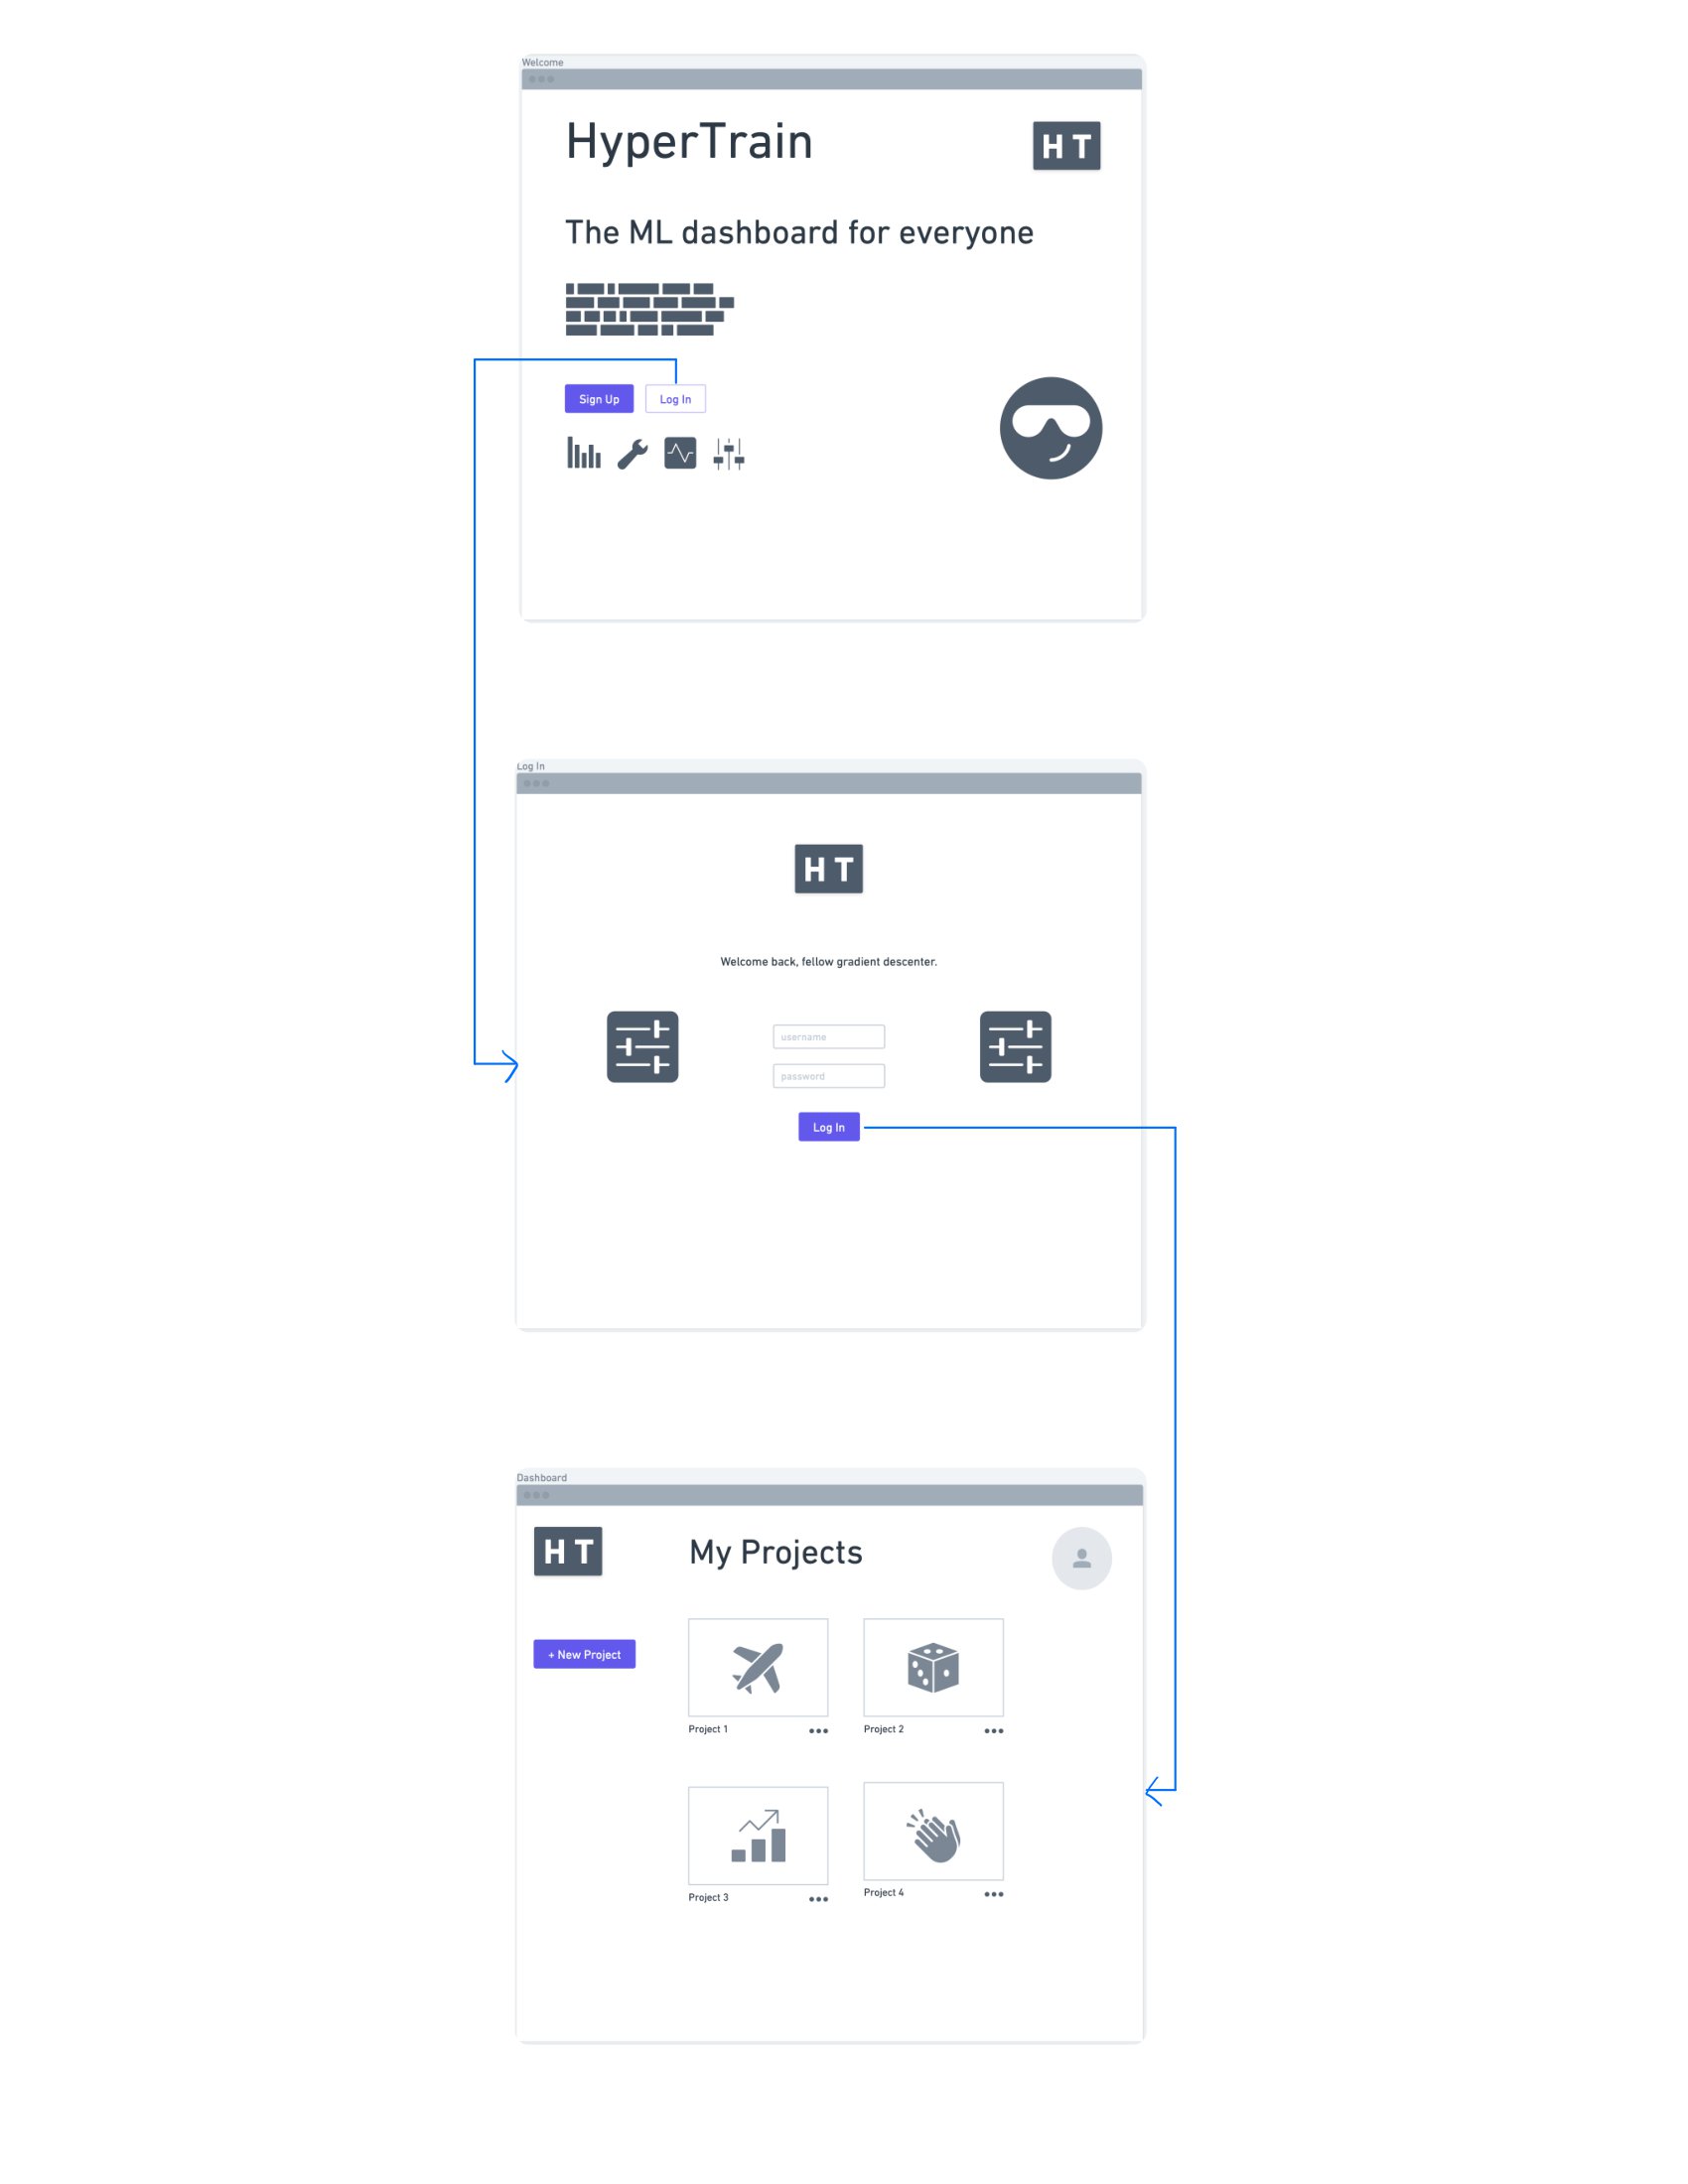 Welcome
HyperTrain
HT
The ML dashboard for everyone
Sign Up
Log In
Log In
HT
Welcome back, fellow gradient descenter.
username
password
Log In
Dashboard
HT
My Projects
+ New Project
Project 1
Project 2
Project 3
Project 4